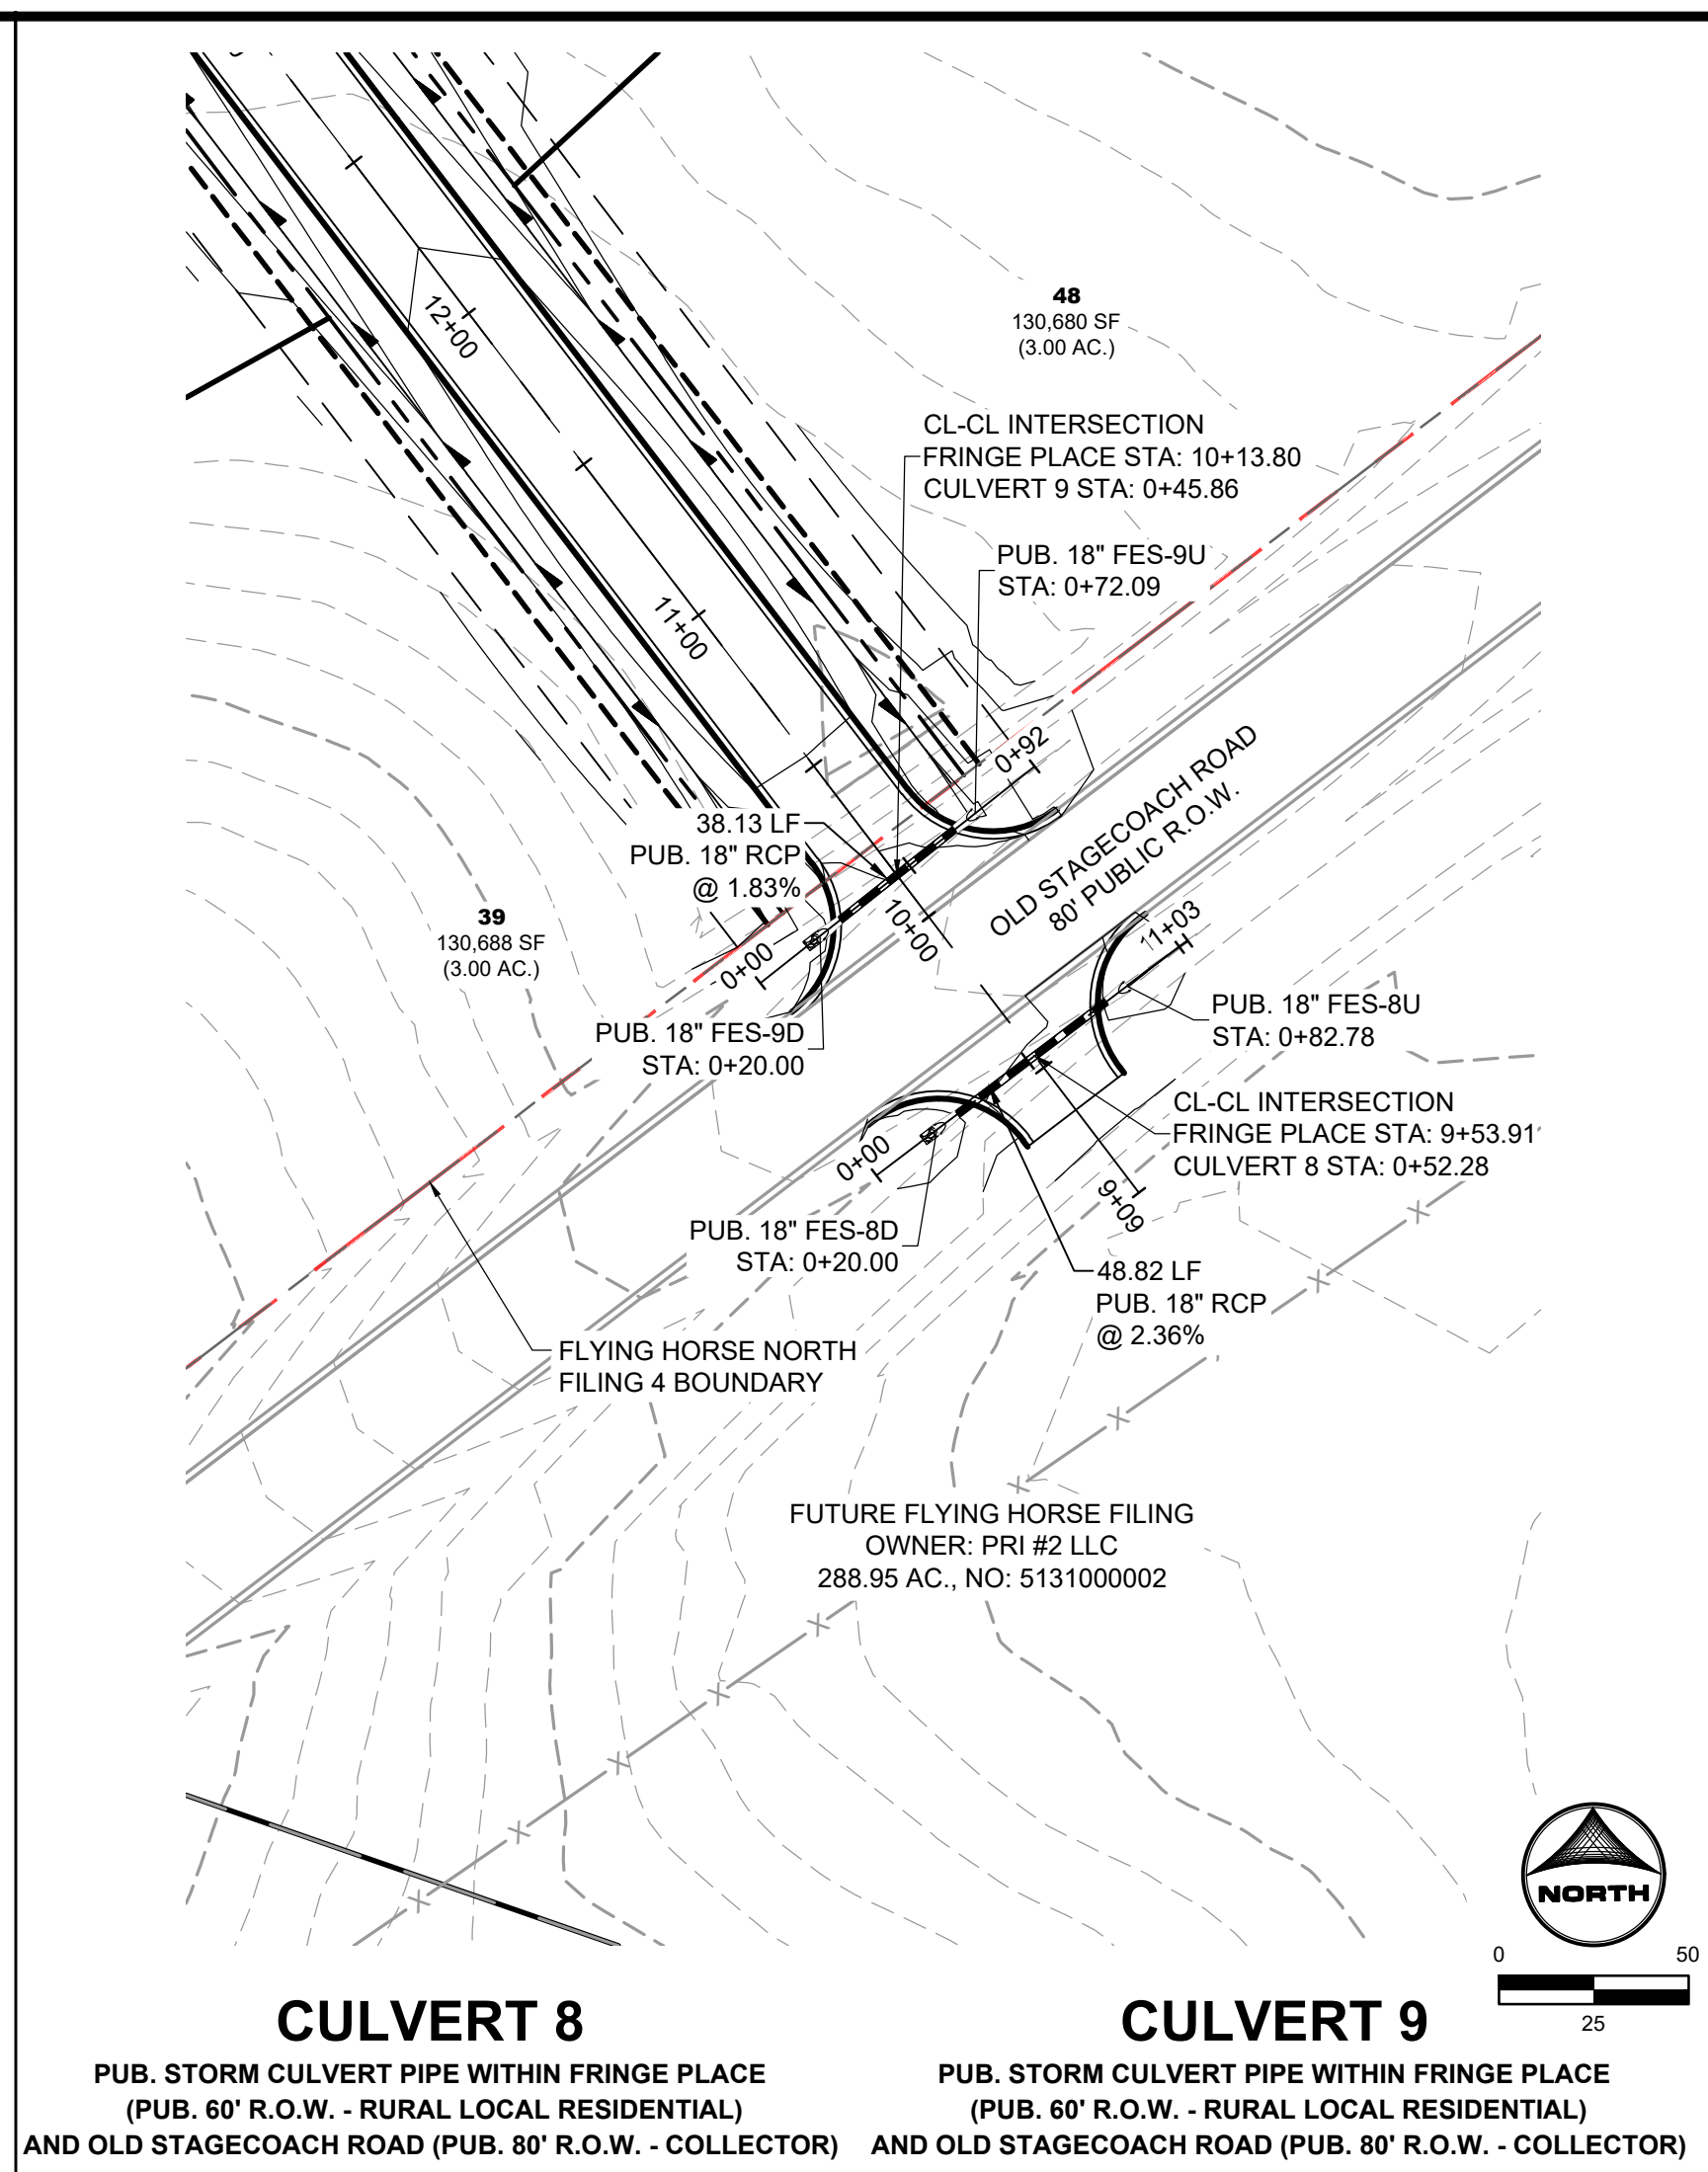 48
130,680 SF
(3.00 AC.)
12+00
CL-CL INTERSECTION
FRINGE PLACE STA: 10+13.80
CULVERT 9 STA: 0+45.86
PUB. 18" FES-9U
STA: 0+72.09
11+00
0+92
OLD STAGECOACH ROAD
80' PUBLIC R.O.W.
38.13 LF
PUB. 18" RCP
@ 1.83%
39
130,688 SF
(3.00 AC.)
10+00
0+00
11+03
PUB. 18" FES-9D
STA: 0+20.00
PUB. 18" FES-8U
STA: 0+82.78
CL-CL INTERSECTION
FRINGE PLACE STA: 9+53.91
CULVERT 8 STA: 0+52.28
0+00
9+09
PUB. 18" FES-8D
STA: 0+20.00
48.82 LF
PUB. 18" RCP
@ 2.36%
FLYING HORSE NORTH
FILING 4 BOUNDARY
FUTURE FLYING HORSE FILING
OWNER: PRI #2 LLC
288.95 AC., NO: 5131000002
NORTH
0 50
25
CULVERT 8
PUB. STORM CULVERT PIPE WITHIN FRINGE PLACE
(PUB. 60' R.O.W. - RURAL LOCAL RESIDENTIAL)
AND OLD STAGECOACH ROAD (PUB. 80' R.O.W. - COLLECTOR)
CULVERT 9
PUB. STORM CULVERT PIPE WITHIN FRINGE PLACE
(PUB. 60' R.O.W. - RURAL LOCAL RESIDENTIAL)
AND OLD STAGECOACH ROAD (PUB. 80' R.O.W. - COLLECTOR)